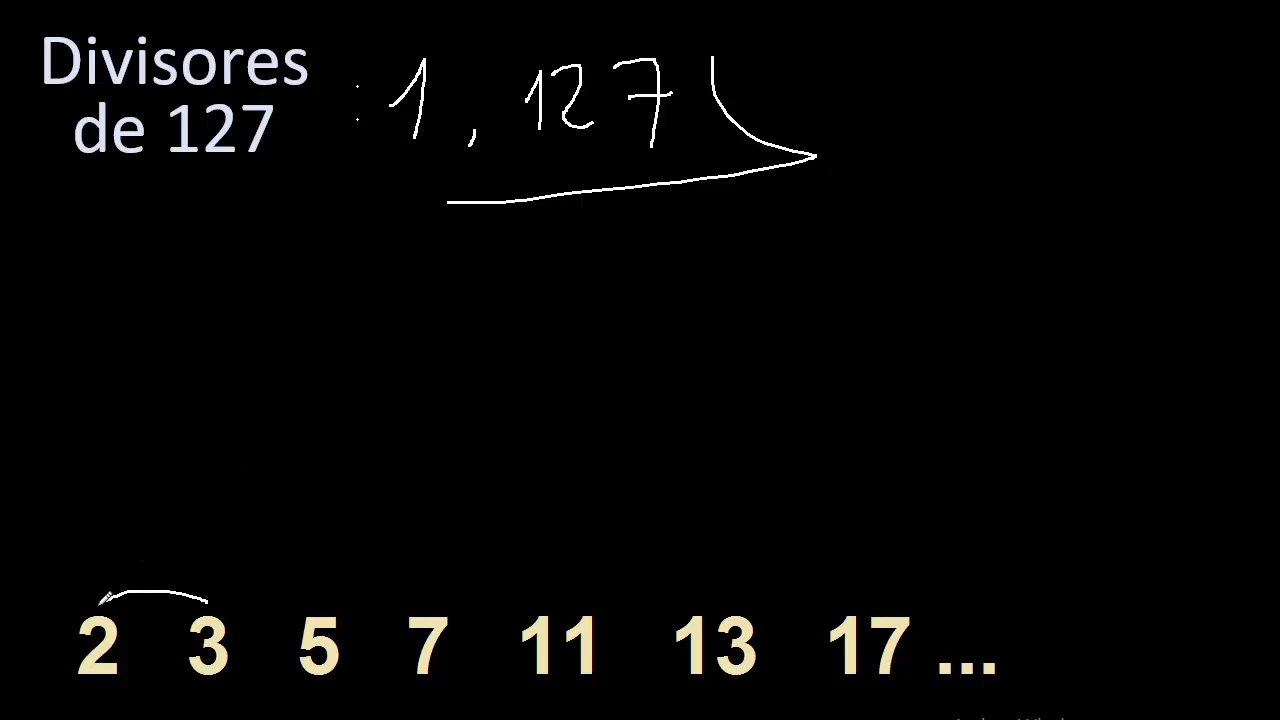 Divisores
de 127
: 1 , 127
2 3 5 7 11 13 17 ...